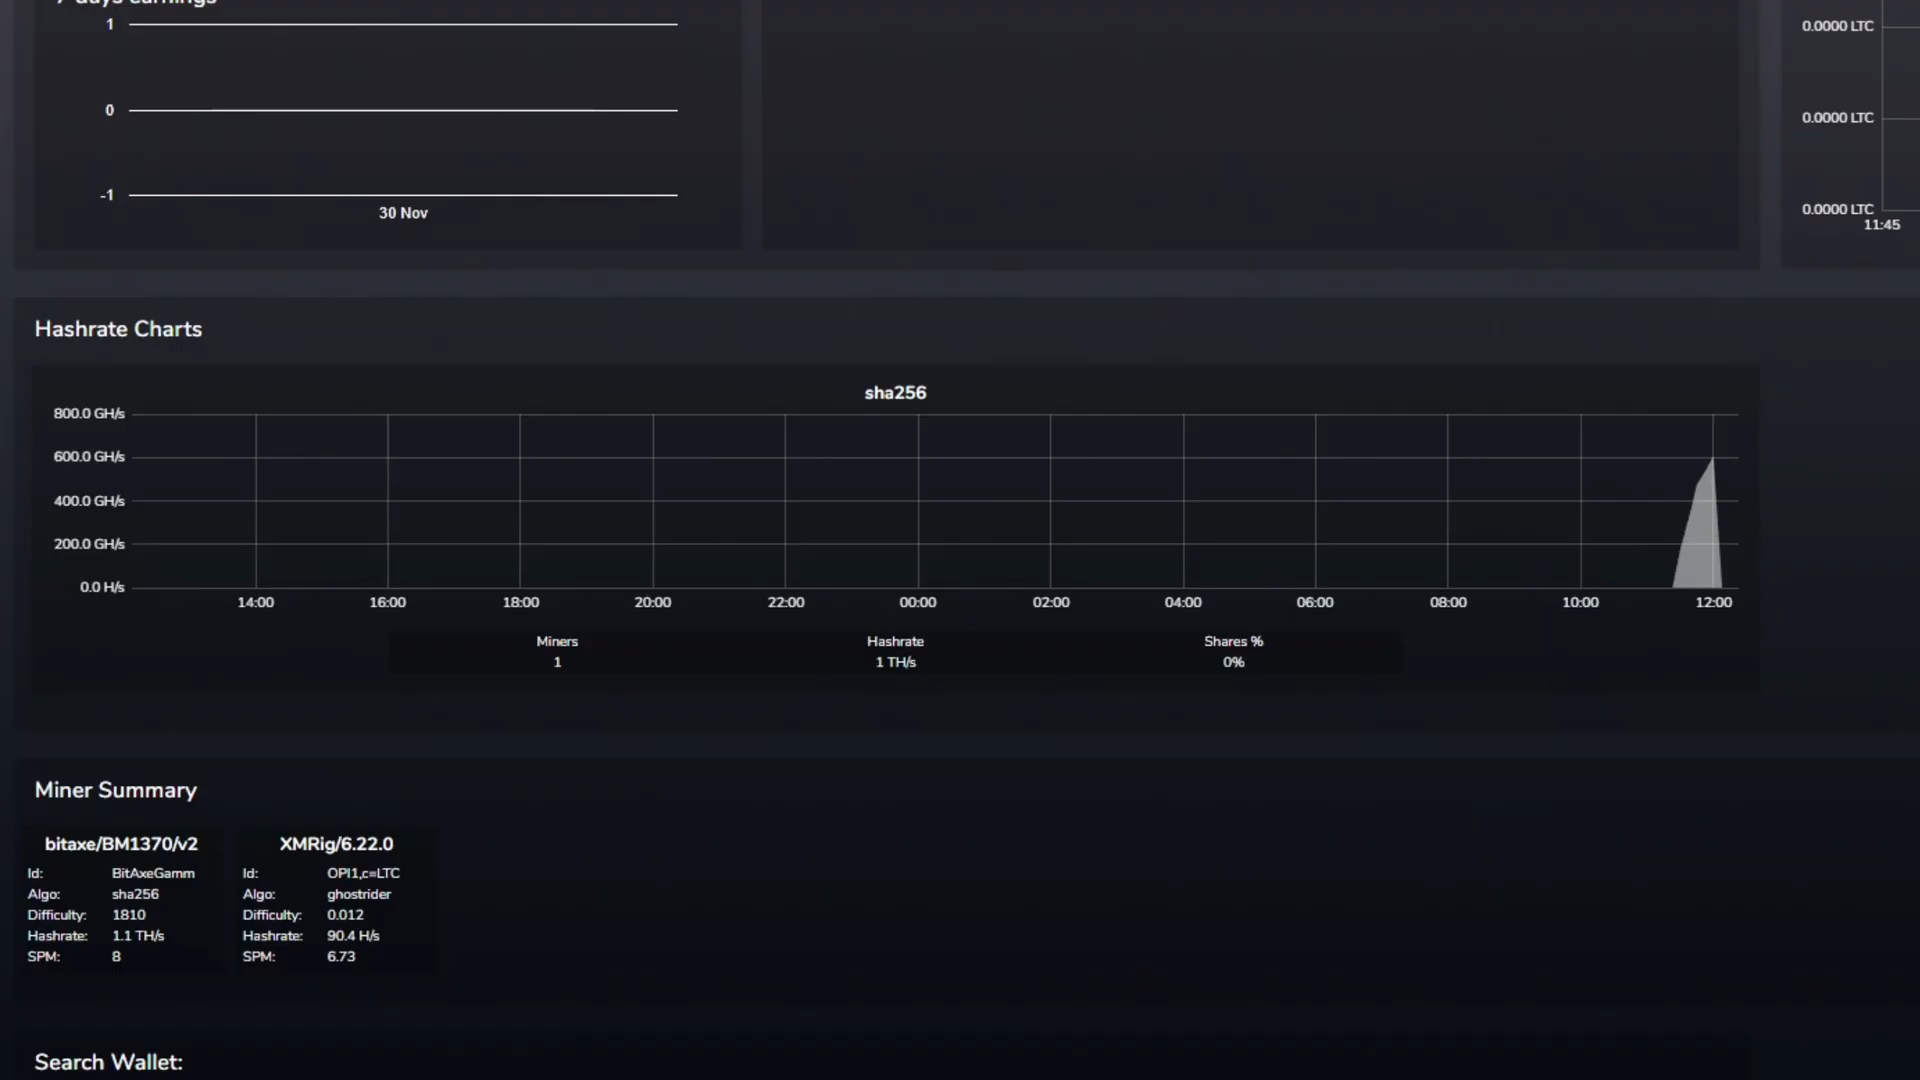 7 days earnings
1
0
-1
30 Nov
0.0000 LTC
0.0000 LTC
0.0000 LTC
11:45
Hashrate Charts
sha256
800.0 GH/s
600.0 GH/s
400.0 GH/s
200.0 GH/s
0.0 H/s
14:00 16:00 18:00 20:00 22:00 00:00 02:00 04:00 06:00 08:00 10:00 12:00
Miners Hashrate Shares %
1 1 TH/s 0%
Miner Summary
bitaxe/BM1370/v2
Id: BitAxeGamm
Algo: sha256
Difficulty: 1810
Hashrate: 1.1 TH/s
SPM: 8
XMRig/6.22.0
Id: OPI1,c=LTC
Algo: ghostrider
Difficulty: 0.012
Hashrate: 90.4 H/s
SPM: 6.73
Search Wallet: